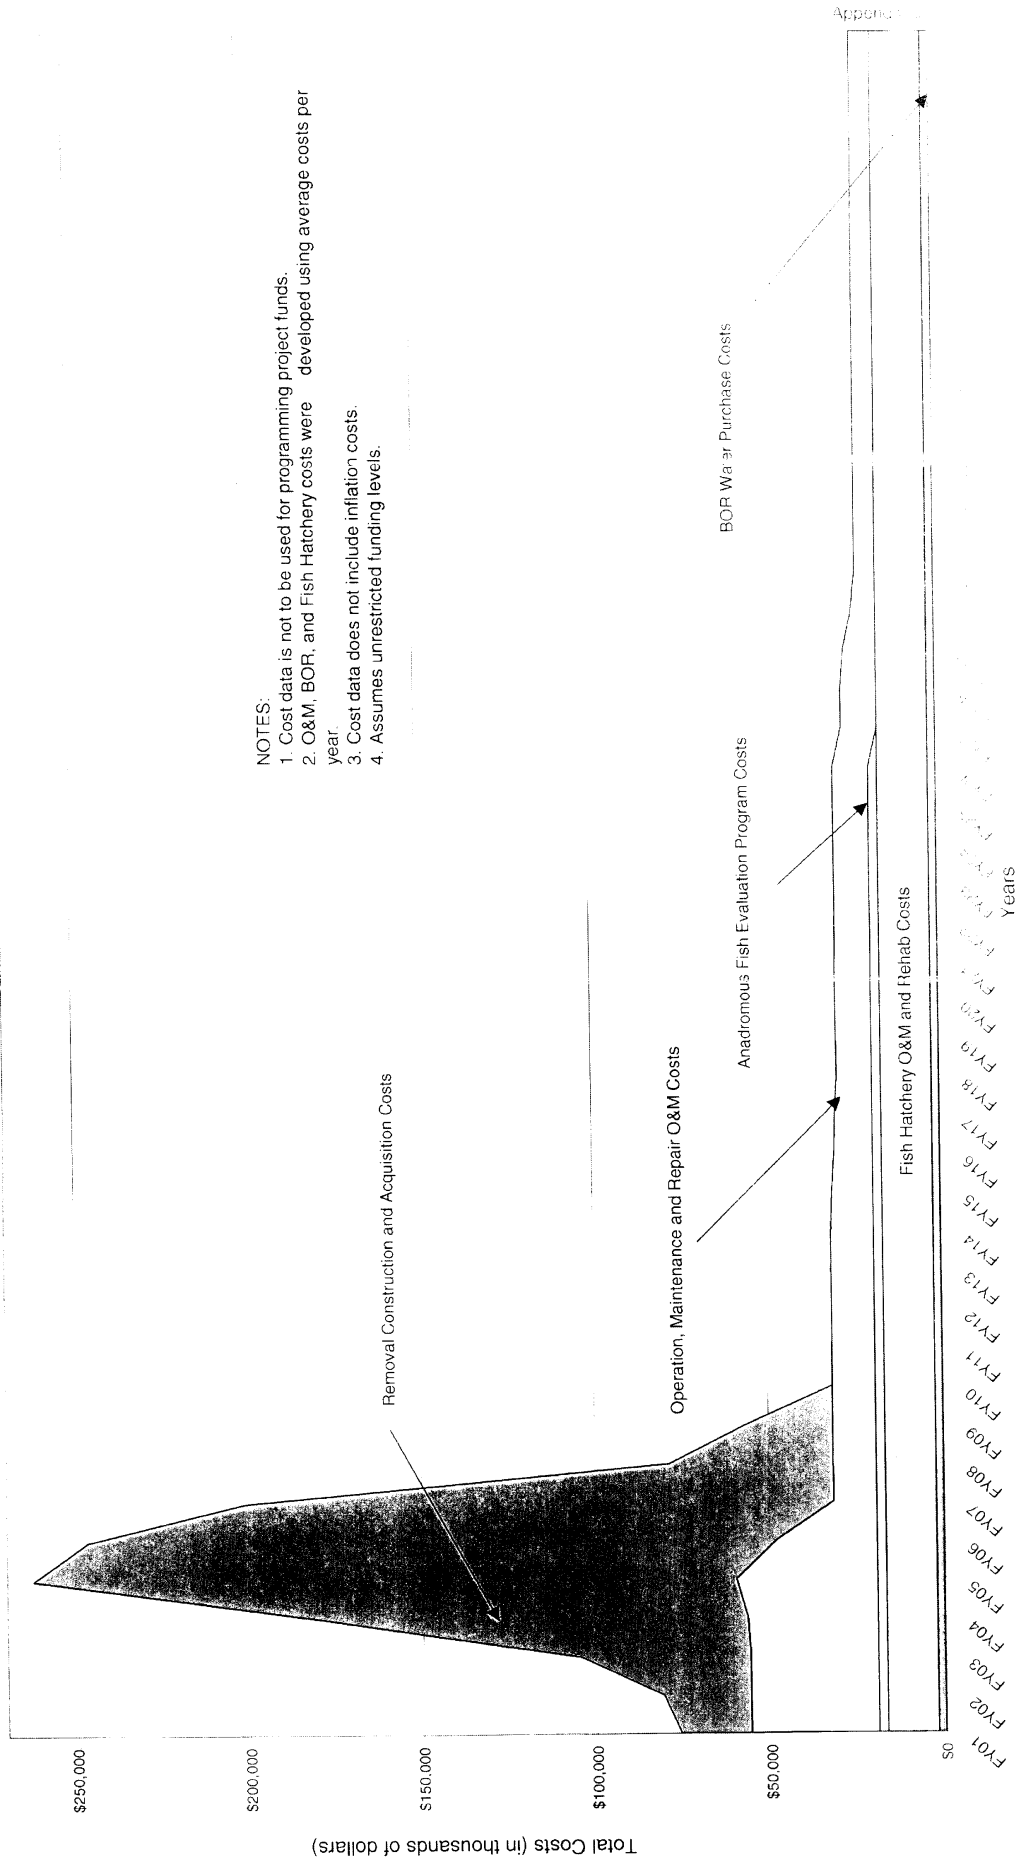 Appen
NOTES:
1. Cost data is not to be used for programming project funds.
2. O&M, BOR, and Fish Hatchery costs were developed using average costs per
year.
3. Cost data does not include inflation costs.
4. Assumes unrestricted funding levels.
Removal Construction and Acquisition Costs
Operation, Maintenance and Repair O&M Costs
Anadromous Fish Evaluation Program Costs
BOR Water Purchase Costs
Fish Hatchery O&M and Rehab Costs
Total Costs (in thousands of dollars)
$250,000
$200,000
$150,000
$100,000
$50,000
$0
FY01
FY02
FY03
FY04
FY05
FY06
FY07
FY08
FY09
FY10
FY11
FY12
FY13
FY14
FY15
FY16
FY17
FY18
FY19
FY20
Years